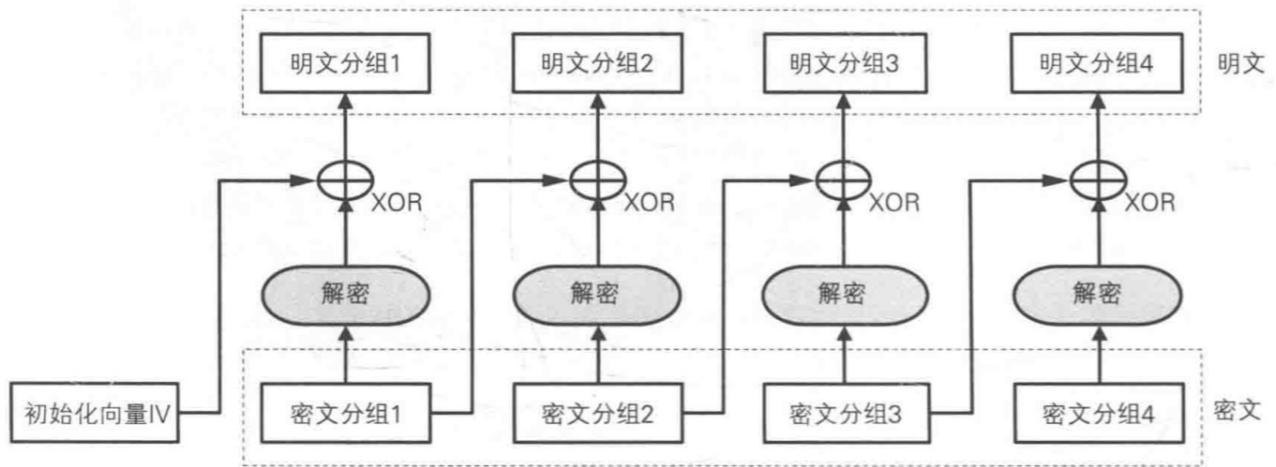 明文分组1 明文分组2 明文分组3 明文分组4 明文
XOR XOR XOR XOR
解密 解密 解密 解密
初始化向量IV 密文分组1 密文分组2 密文分组3 密文分组4 密文